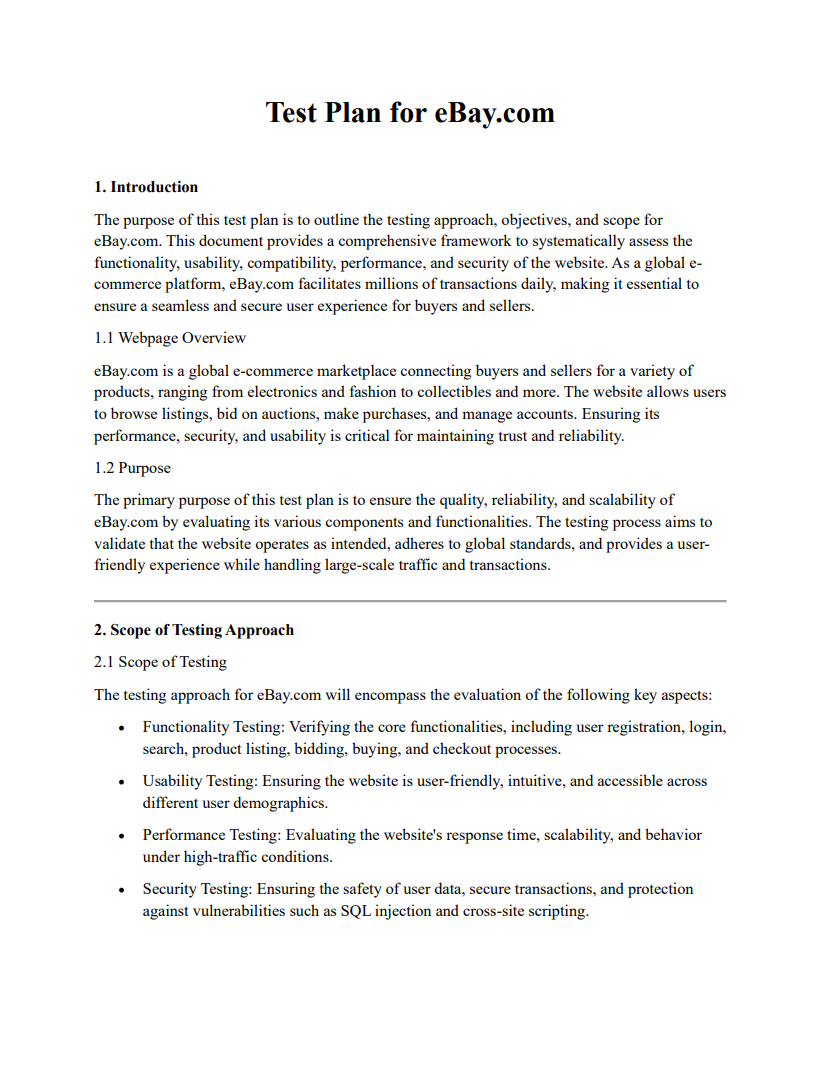 Test Plan for eBay.com
1. Introduction
The purpose of this test plan is to outline the testing approach, objectives, and scope for
eBay.com. This document provides a comprehensive framework to systematically assess the
functionality, usability, compatibility, performance, and security of the website. As a global e-
commerce platform, eBay.com facilitates millions of transactions daily, making it essential to
ensure a seamless and secure user experience for buyers and sellers.
1.1 Webpage Overview
eBay.com is a global e-commerce marketplace connecting buyers and sellers for a variety of
products, ranging from electronics and fashion to collectibles and more. The website allows users
to browse listings, bid on auctions, make purchases, and manage accounts. Ensuring its
performance, security, and usability is critical for maintaining trust and reliability.
1.2 Purpose
The primary purpose of this test plan is to ensure the quality, reliability, and scalability of
eBay.com by evaluating its various components and functionalities. The testing process aims to
validate that the website operates as intended, adheres to global standards, and provides a user-
friendly experience while handling large-scale traffic and transactions.
2. Scope of Testing Approach
2.1 Scope of Testing
The testing approach for eBay.com will encompass the evaluation of the following key aspects:
• Functionality Testing: Verifying the core functionalities, including user registration, login,
search, product listing, bidding, buying, and checkout processes.
• Usability Testing: Ensuring the website is user-friendly, intuitive, and accessible across
different user demographics.
• Performance Testing: Evaluating the website's response time, scalability, and behavior
under high-traffic conditions.
• Security Testing: Ensuring the safety of user data, secure transactions, and protection
against vulnerabilities such as SQL injection and cross-site scripting.